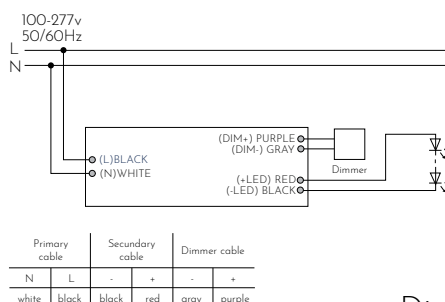 100-277v
50/60Hz
L
N
(DIM+) PURPLE
(DIM-) GRAY
(L)BLACK
(N)WHITE
Dimmer
(+LED) RED
(-LED) BLACK
Primary cable
Secundary cable
Dimmer cable
N L - + - +
white black black red gray purple